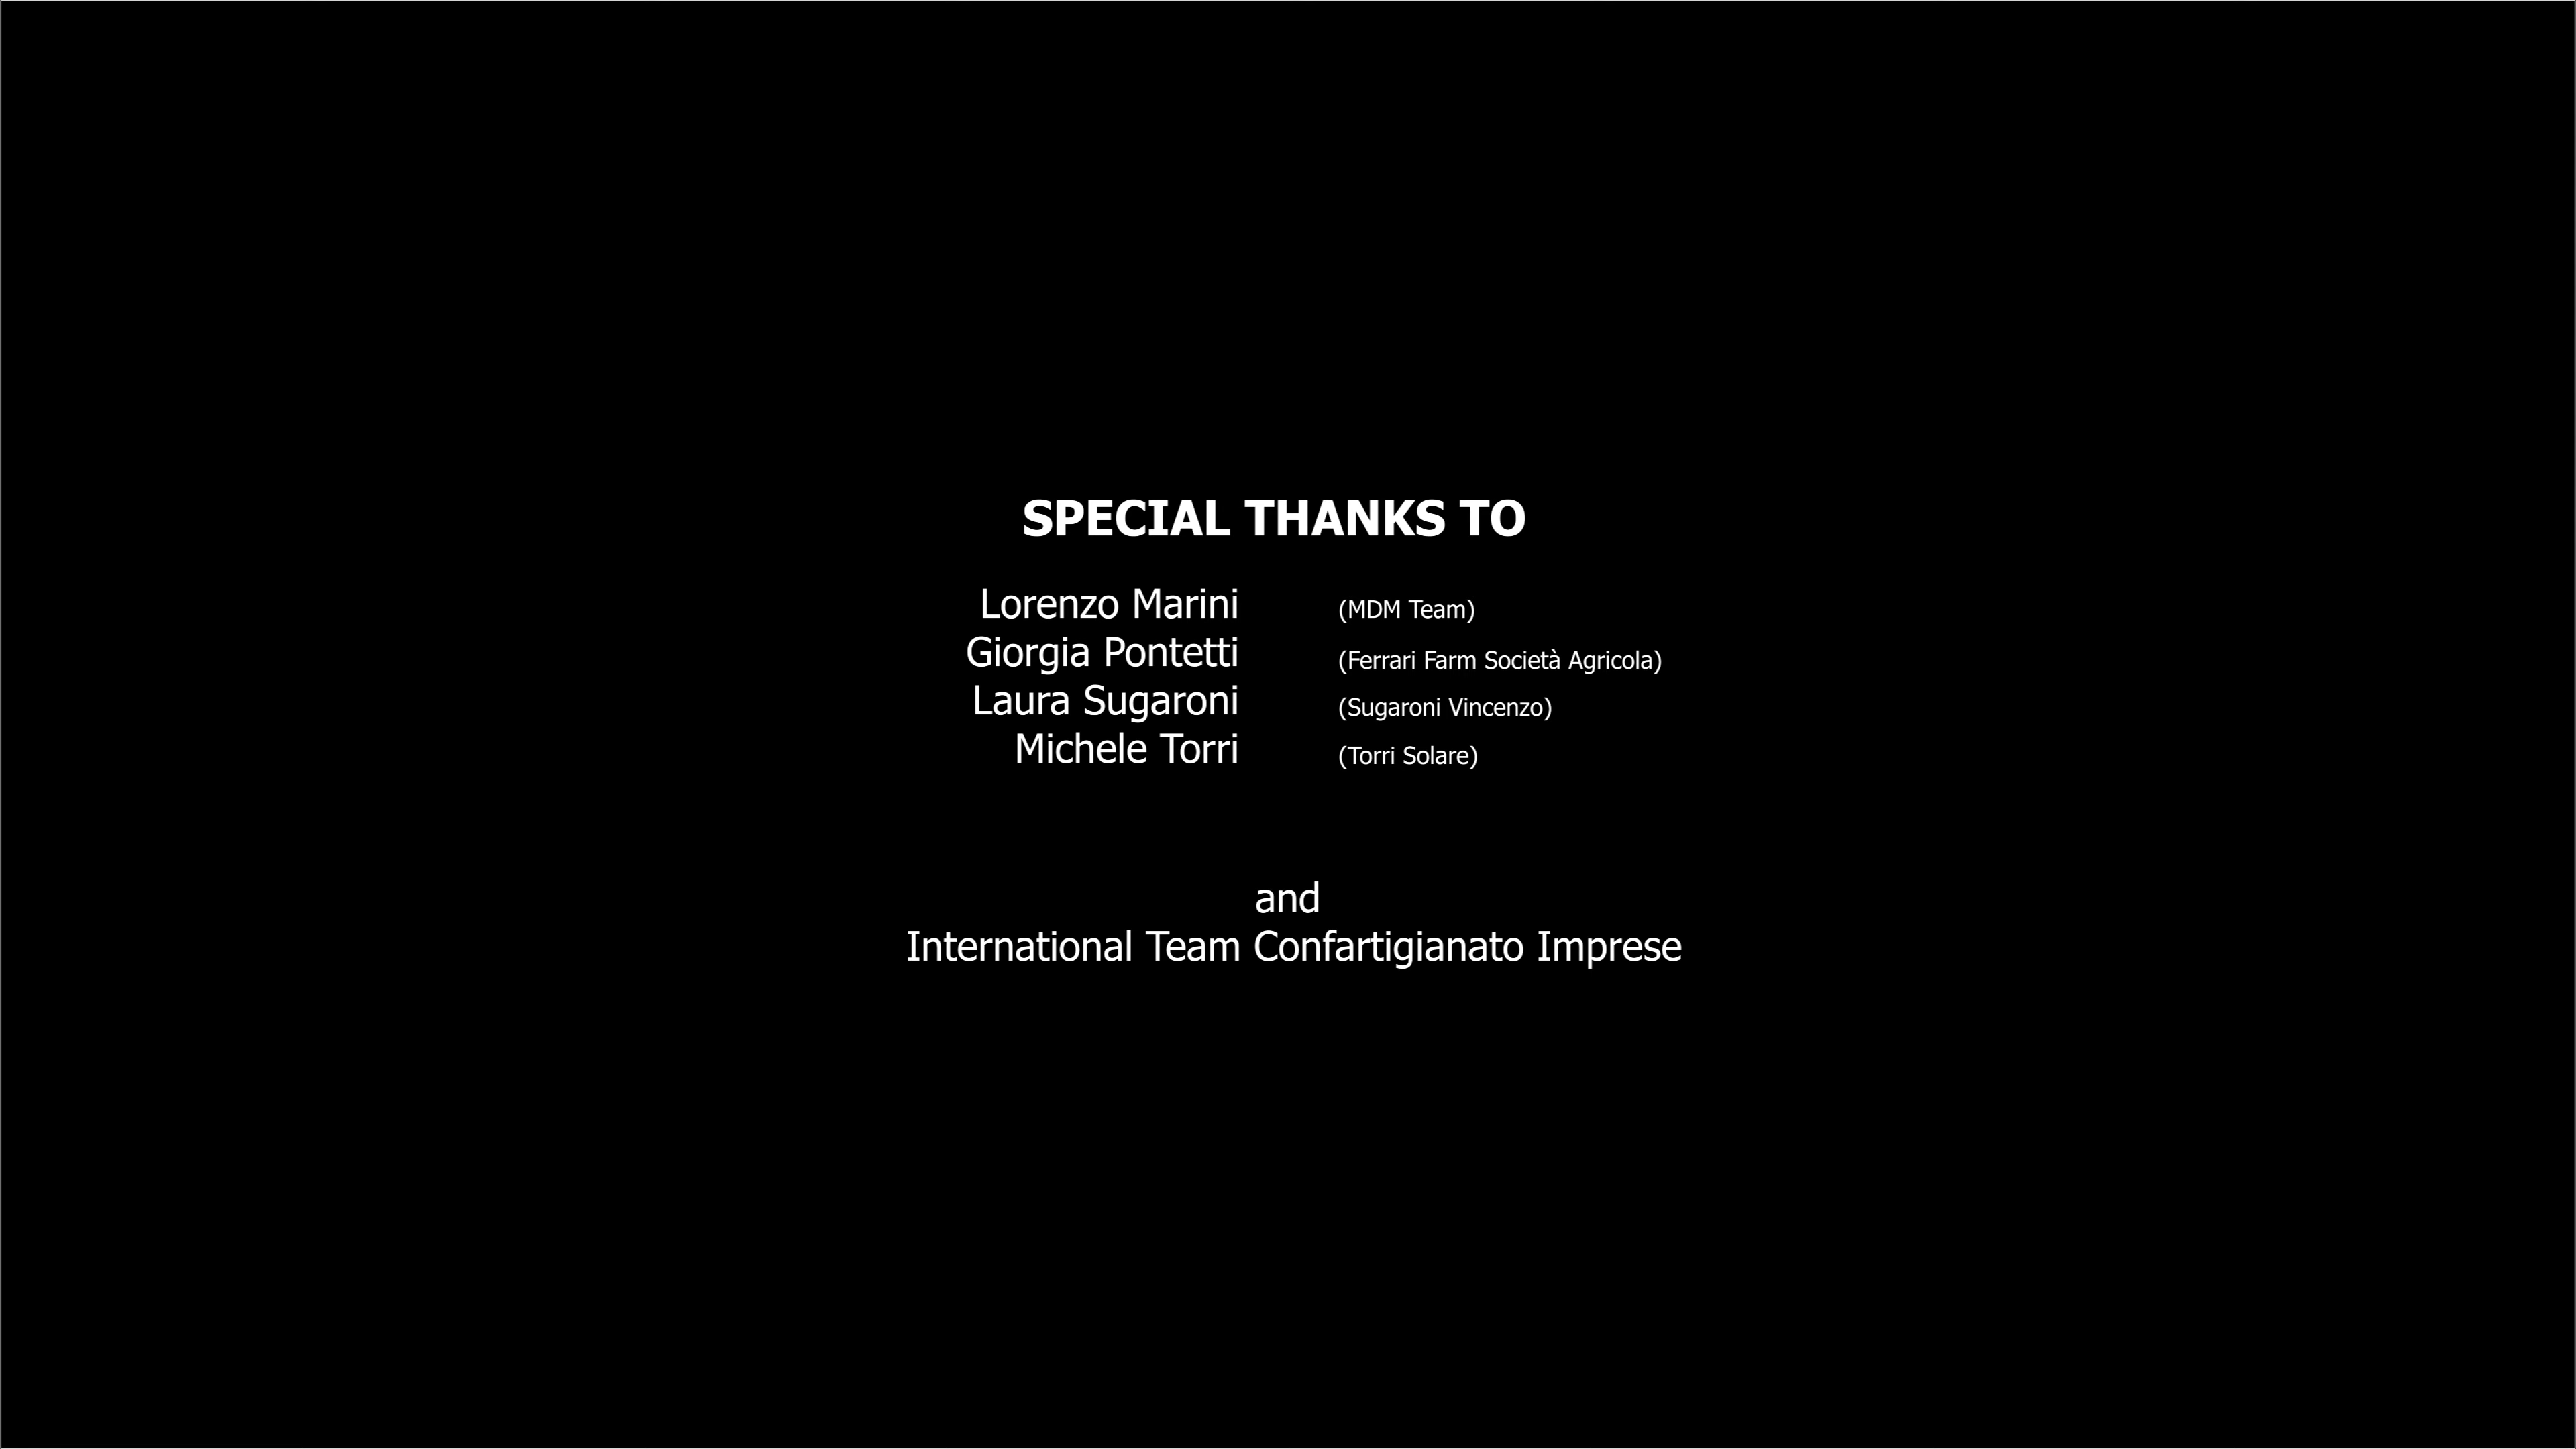 SPECIAL THANKS TO
Lorenzo Marini (MDM Team)
Giorgia Pontetti (Ferrari Farm Società Agricola)
Laura Sugaroni (Sugaroni Vincenzo)
Michele Torri (Torri Solare)
and
International Team Confartigianato Imprese